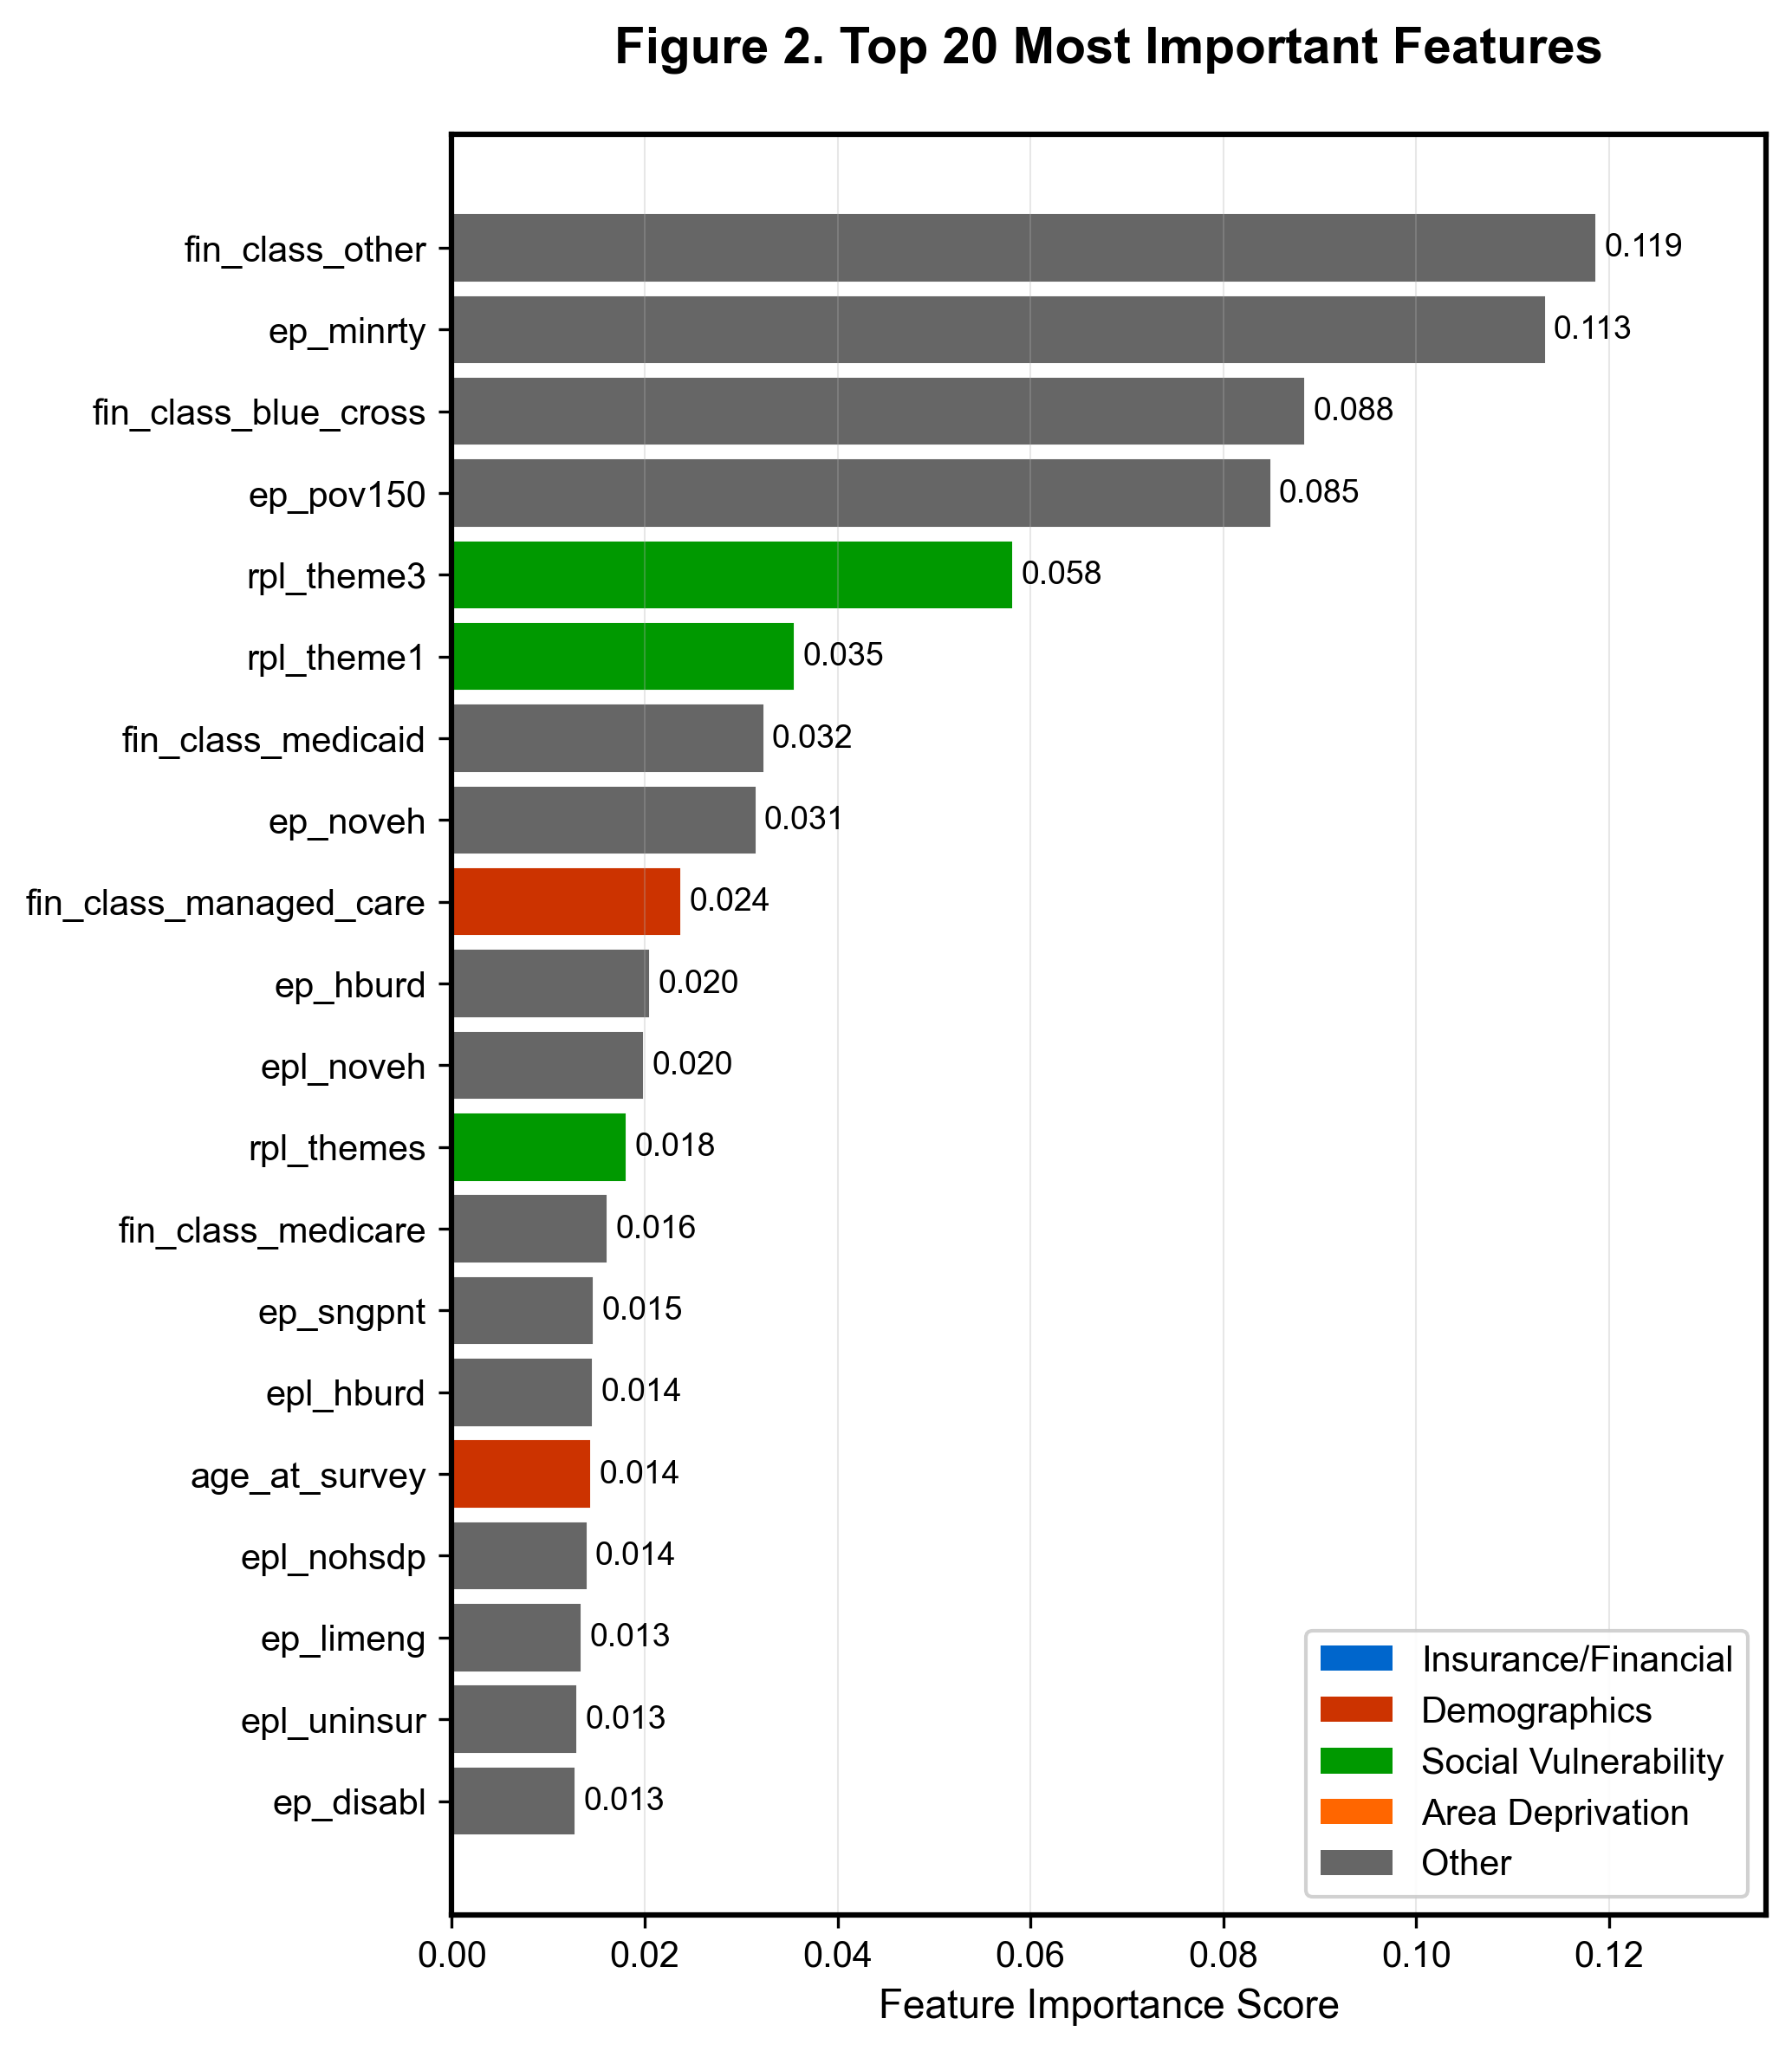 Figure 2. Top 20 Most Important Features
fin_class_other 0.119
ep_minrty 0.113
fin_class_blue_cross 0.088
ep_pov150 0.085
rpl_theme3 0.058
rpl_theme1 0.035
fin_class_medicaid 0.032
ep_noveh 0.031
fin_class_managed_care 0.024
ep_hburd 0.020
epl_noveh 0.020
rpl_themes 0.018
fin_class_medicare 0.016
ep_sngpnt 0.015
epl_hburd 0.014
age_at_survey 0.014
epl_nohsdp 0.014
ep_limeng 0.013
epl_uninsur 0.013
ep_disabl 0.013
Insurance/Financial
Demographics
Social Vulnerability
Area Deprivation
Other
0.00 0.02 0.04 0.06 0.08 0.10 0.12
Feature Importance Score